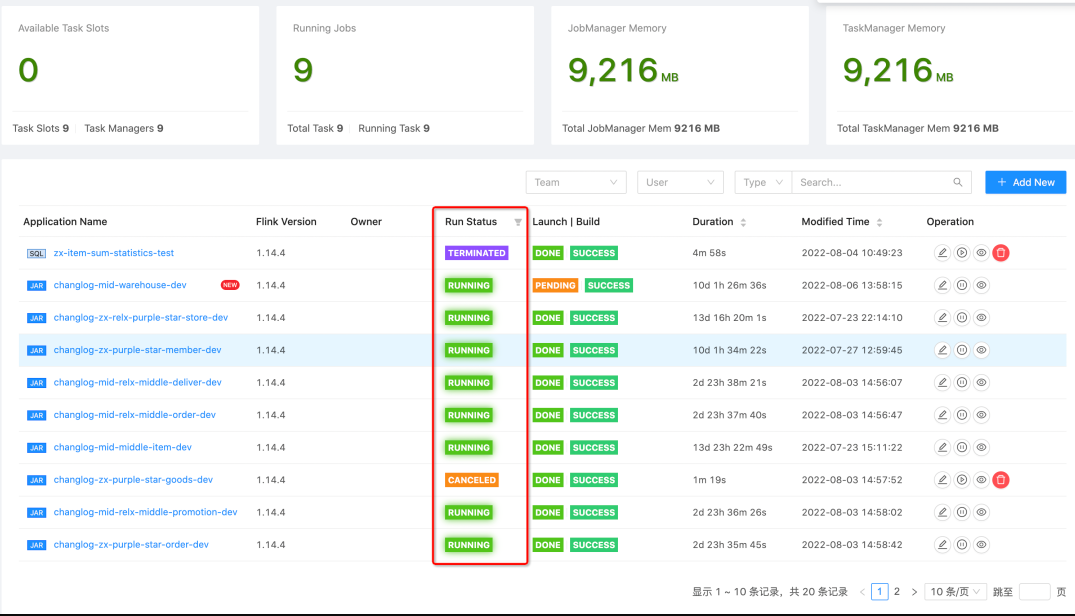 Available Task Slots Running Jobs JobManager Memory TaskManager Memory
0 9 9,216 MB 9,216 MB
Task Slots 9 Task Managers 9 Total Task 9 Running Task 9 Total JobManager Mem 9216 MB Total TaskManager Mem 9216 MB
Team User Type Search... + Add New
Application Name Flink Version Owner Run Status Launch | Build Duration Modified Time Operation
SQL zx-item-sum-statistics-test 1.14.4 TERMINATED DONE SUCCESS 4m 58s 2022-08-04 10:49:23
JAR changlog-mid-warehouse-dev NEW 1.14.4 RUNNING PENDING SUCCESS 10d 1h 26m 36s 2022-08-06 13:58:15
JAR changlog-zx-relx-purple-star-store-dev 1.14.4 RUNNING DONE SUCCESS 13d 16h 20m 1s 2022-07-23 22:14:10
JAR changlog-zx-purple-star-member-dev 1.14.4 RUNNING DONE SUCCESS 10d 1h 34m 22s 2022-07-27 12:59:45
JAR changlog-mid-relx-middle-deliver-dev 1.14.4 RUNNING DONE SUCCESS 2d 23h 38m 21s 2022-08-03 14:56:07
JAR changlog-mid-relx-middle-order-dev 1.14.4 RUNNING DONE SUCCESS 2d 23h 37m 40s 2022-08-03 14:56:47
JAR changlog-mid-middle-item-dev 1.14.4 RUNNING DONE SUCCESS 13d 23h 22m 49s 2022-07-23 15:11:22
JAR changlog-zx-purple-star-goods-dev 1.14.4 CANCELED DONE SUCCESS 1m 19s 2022-08-03 14:57:52
JAR changlog-mid-relx-middle-promotion-dev 1.14.4 RUNNING DONE SUCCESS 2d 23h 36m 26s 2022-08-03 14:58:02
JAR changlog-zx-purple-star-order-dev 1.14.4 RUNNING DONE SUCCESS 2d 23h 35m 45s 2022-08-03 14:58:42
显示 1 ~ 10 条记录，共 20 条记录 < 1 2 > 10 条/页 跳至 页